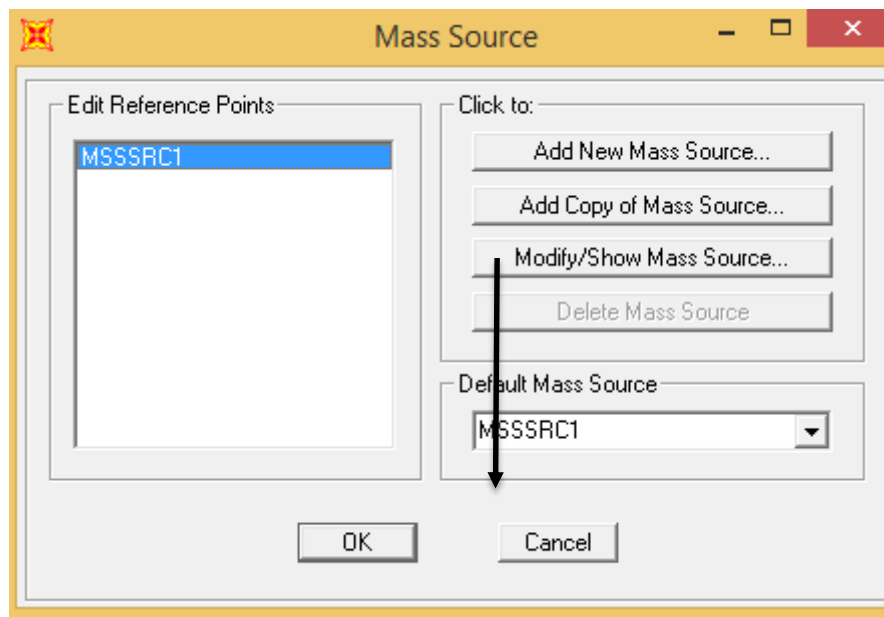 Mass Source
Edit Reference Points
MSSSRC1
Click to:
Add New Mass Source...
Add Copy of Mass Source...
Modify/Show Mass Source...
Delete Mass Source
Default Mass Source
MSSSRC1
OK
Cancel